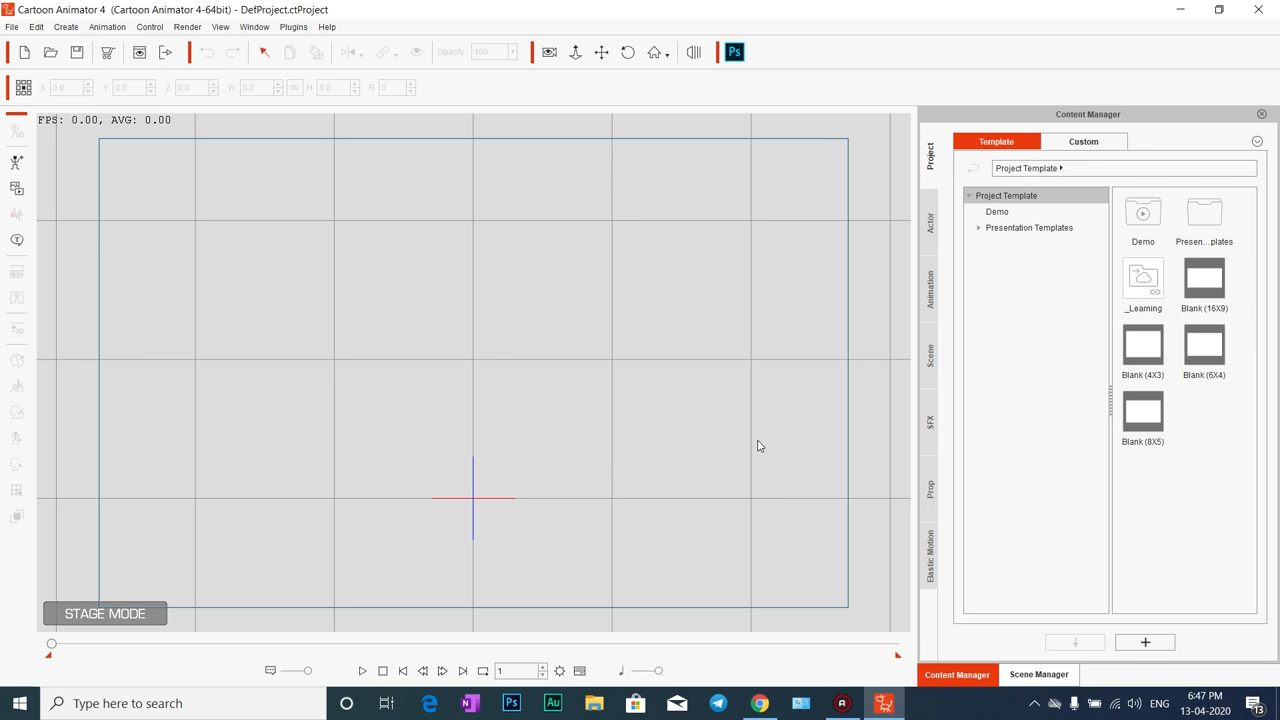 Cartoon Animator 4 (Cartoon Animator 4-64bit) - DefProject.ctProject
File Edit Create Animation Control Render View Window Plugins Help
Opacity: 100
Ps
X 0.0 Y 0.0 Z 0.0 W 0.0 H 0.0 R 0
FPS: 0.00, AVG: 0.00
STAGE MODE
1
Content Manager
Template Custom
Project Template
Project Template
Demo
Presentation Templates
Demo
Presen...plates
_Learning
Blank (16X9)
Blank (4X3)
Blank (6X4)
Blank (8X5)
Project
Actor
Animation
Scene
SFX
Prop
Elastic Motion
Content Manager Scene Manager
Type here to search
Ps
Au
ENG
6:47 PM
13-04-2020
13